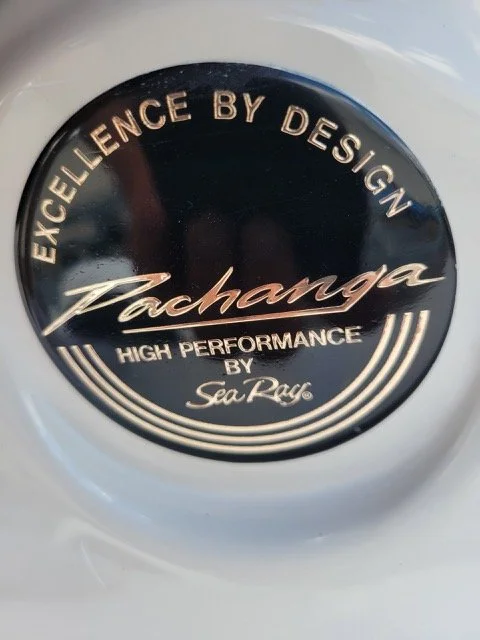 EXCELLENCE BY DESIGN
Pachanga
HIGH PERFORMANCE
BY
Sea Ray®